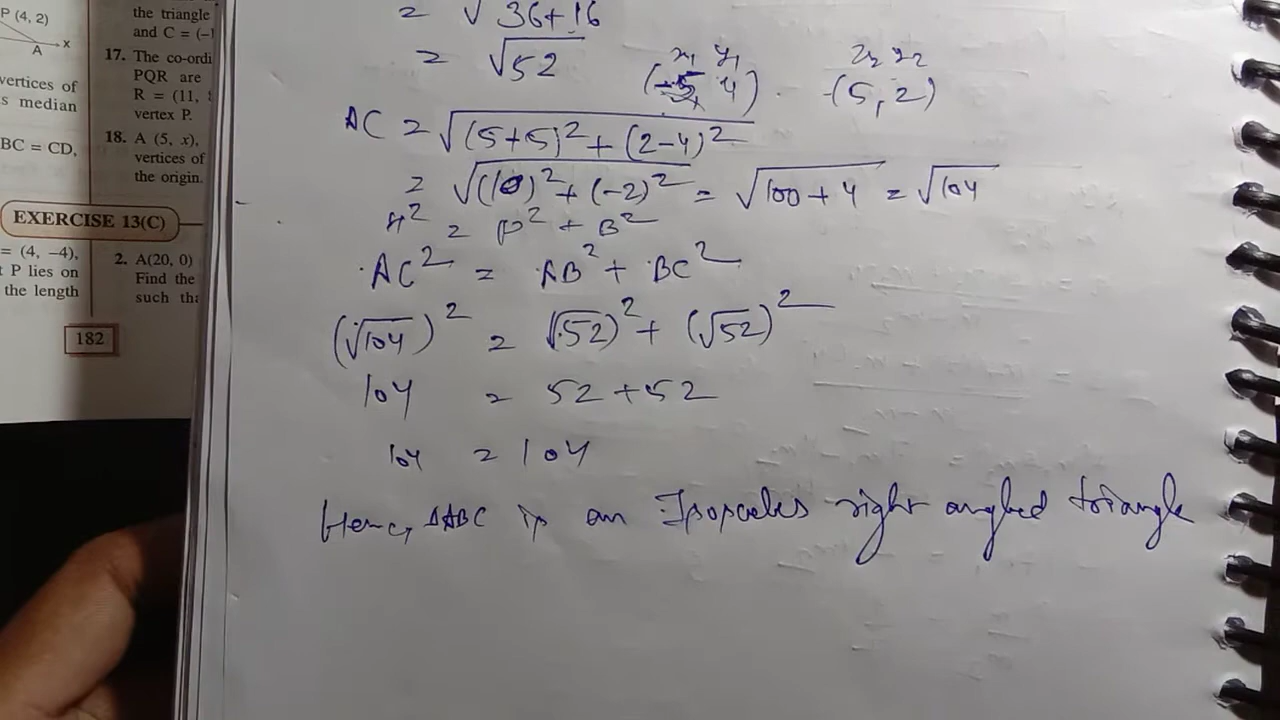 P (4, 2)
A
x
vertices of
s median
BC = CD,
the triangle
and C = (–
17. The co-ordi
PQR are
R = (11,
vertex P.
18. A (5, x),
vertices of
the origin.
EXERCISE 13(C)
= (4, –4),
P lies on
the length
2. A(20, 0)
Find the
such tha
182
= √36+16
= √52
x₁ y₁ x₂ y₂
(-5, 4) (5, 2)
AC = √(5+5)² + (2-4)²
= √(10)² + (-2)² = √100 + 4 = √104
H² = P² + B²
AC² = AB² + BC²
(√104)² = (√52)² + (√52)²
104 = 52 + 52
104 = 104
Henc, ΔABC is an Isosceles right angled triangle